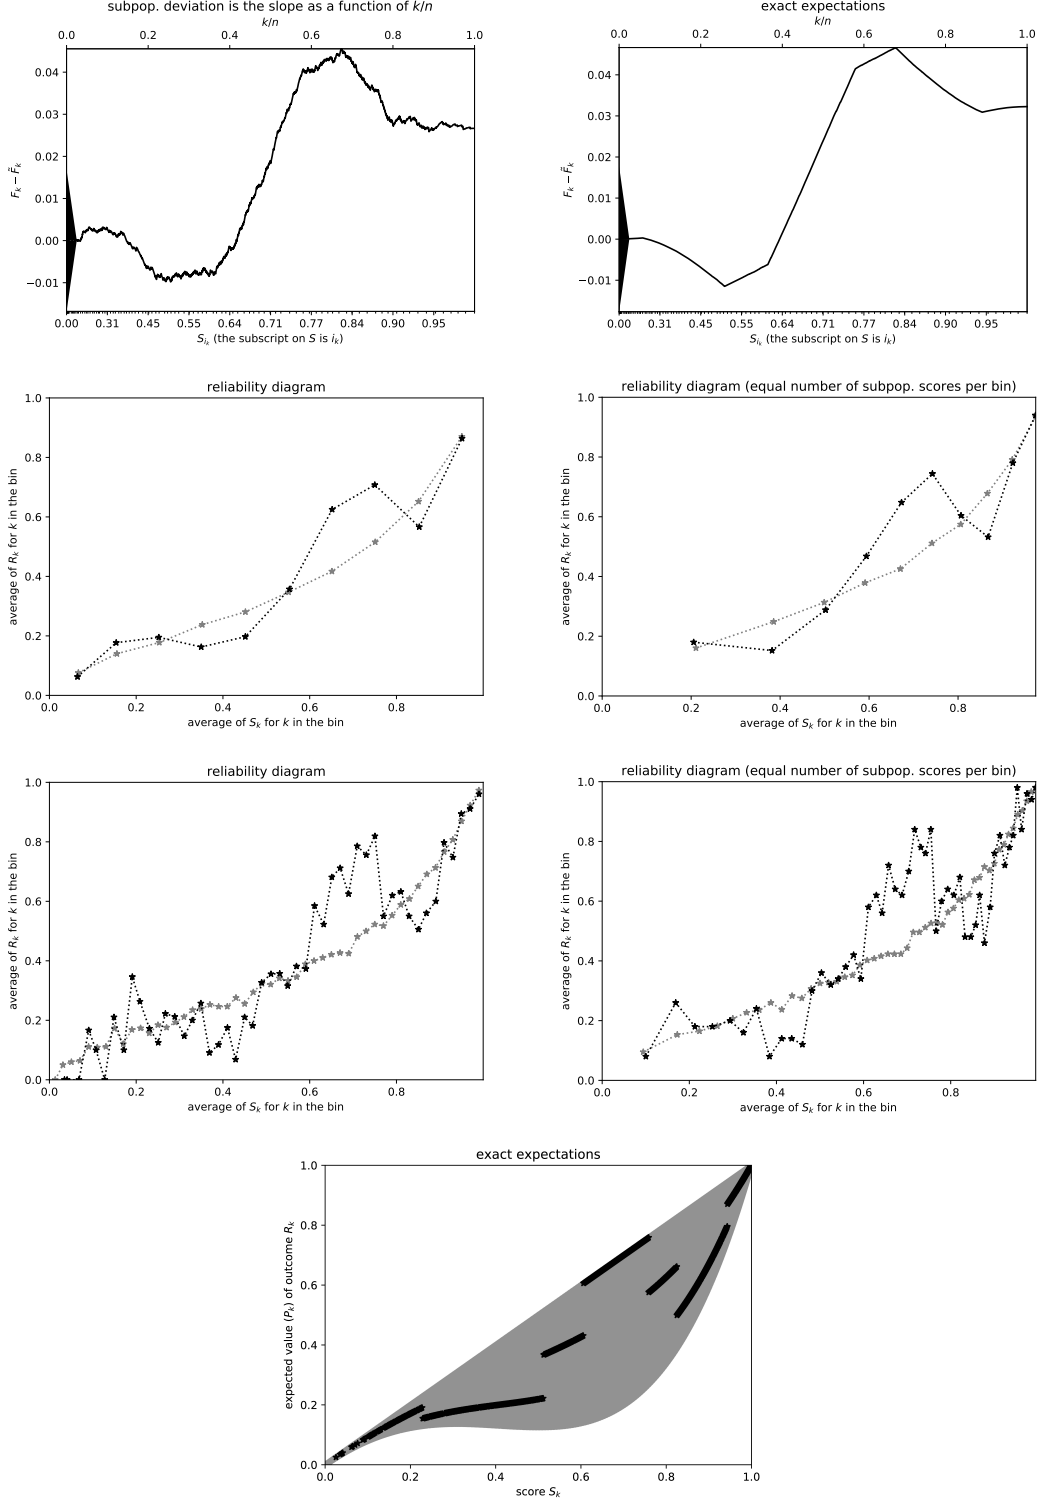 subpop. deviation is the slope as a function of k/n
k/n
0.0 0.2 0.4 0.6 0.8 1.0
0.04
0.03
0.02
0.01
0.00
−0.01
F_k − F̃_k
0.00 0.31 0.45 0.55 0.64 0.71 0.77 0.84 0.90 0.95
S_{i_k} (the subscript on S is i_k)
exact expectations
k/n
0.0 0.2 0.4 0.6 0.8 1.0
0.04
0.03
0.02
0.01
0.00
−0.01
F_k − F̃_k
0.00 0.31 0.45 0.55 0.64 0.71 0.77 0.84 0.90 0.95
S_{i_k} (the subscript on S is i_k)
reliability diagram
1.0
0.8
0.6
0.4
0.2
0.0
average of R_k for k in the bin
0.0 0.2 0.4 0.6 0.8
average of S_k for k in the bin
reliability diagram (equal number of subpop. scores per bin)
1.0
0.8
0.6
0.4
0.2
0.0
average of R_k for k in the bin
0.0 0.2 0.4 0.6 0.8
average of S_k for k in the bin
reliability diagram
1.0
0.8
0.6
0.4
0.2
0.0
average of R_k for k in the bin
0.0 0.2 0.4 0.6 0.8
average of S_k for k in the bin
reliability diagram (equal number of subpop. scores per bin)
1.0
0.8
0.6
0.4
0.2
0.0
average of R_k for k in the bin
0.0 0.2 0.4 0.6 0.8
average of S_k for k in the bin
exact expectations
1.0
0.8
0.6
0.4
0.2
0.0
expected value (P_k) of outcome R_k
0.0 0.2 0.4 0.6 0.8 1.0
score S_k